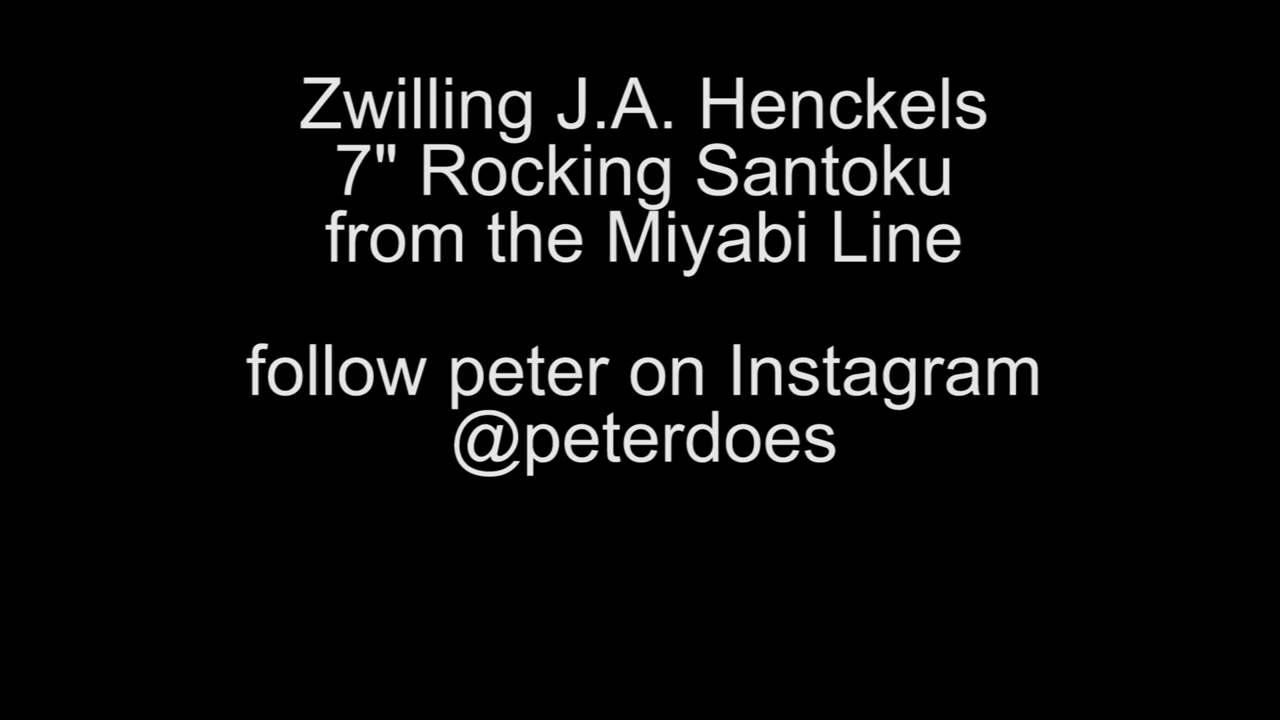 Zwilling J.A. Henckels
7" Rocking Santoku
from the Miyabi Line
follow peter on Instagram
@peterdoes